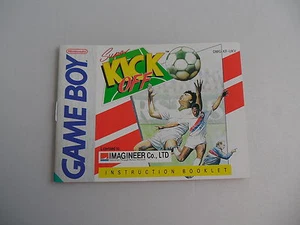 Nintendo
GAME BOY
Super
KICK
OFF
IMAGINEER Co., LTD
INSTRUCTION BOOKLET